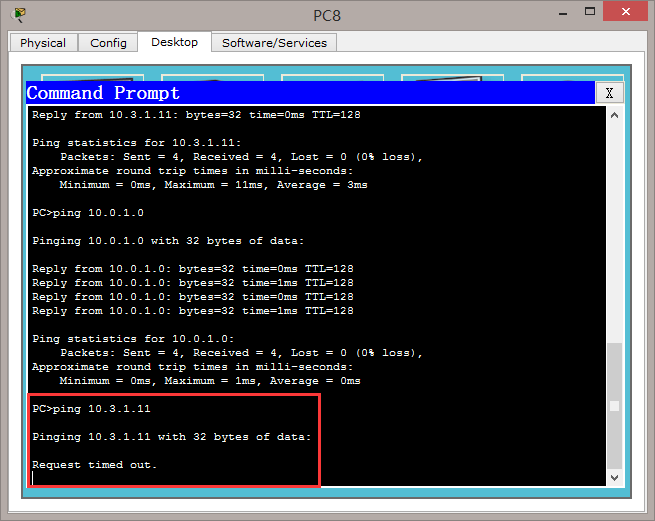 PC8
Physical Config Desktop Software/Services
Command Prompt
X
Reply from 10.3.1.11: bytes=32 time=0ms TTL=128
Ping statistics for 10.3.1.11:
Packets: Sent = 4, Received = 4, Lost = 0 (0% loss),
Approximate round trip times in milli-seconds:
Minimum = 0ms, Maximum = 11ms, Average = 3ms
PC>ping 10.0.1.0
Pinging 10.0.1.0 with 32 bytes of data:
Reply from 10.0.1.0: bytes=32 time=0ms TTL=128
Reply from 10.0.1.0: bytes=32 time=0ms TTL=128
Reply from 10.0.1.0: bytes=32 time=1ms TTL=128
Reply from 10.0.1.0: bytes=32 time=1ms TTL=128
Ping statistics for 10.0.1.0:
Packets: Sent = 4, Received = 4, Lost = 0 (0% loss),
Approximate round trip times in milli-seconds:
Minimum = 0ms, Maximum = 1ms, Average = 0ms
PC>ping 10.3.1.11
Pinging 10.3.1.11 with 32 bytes of data:
Request timed out.